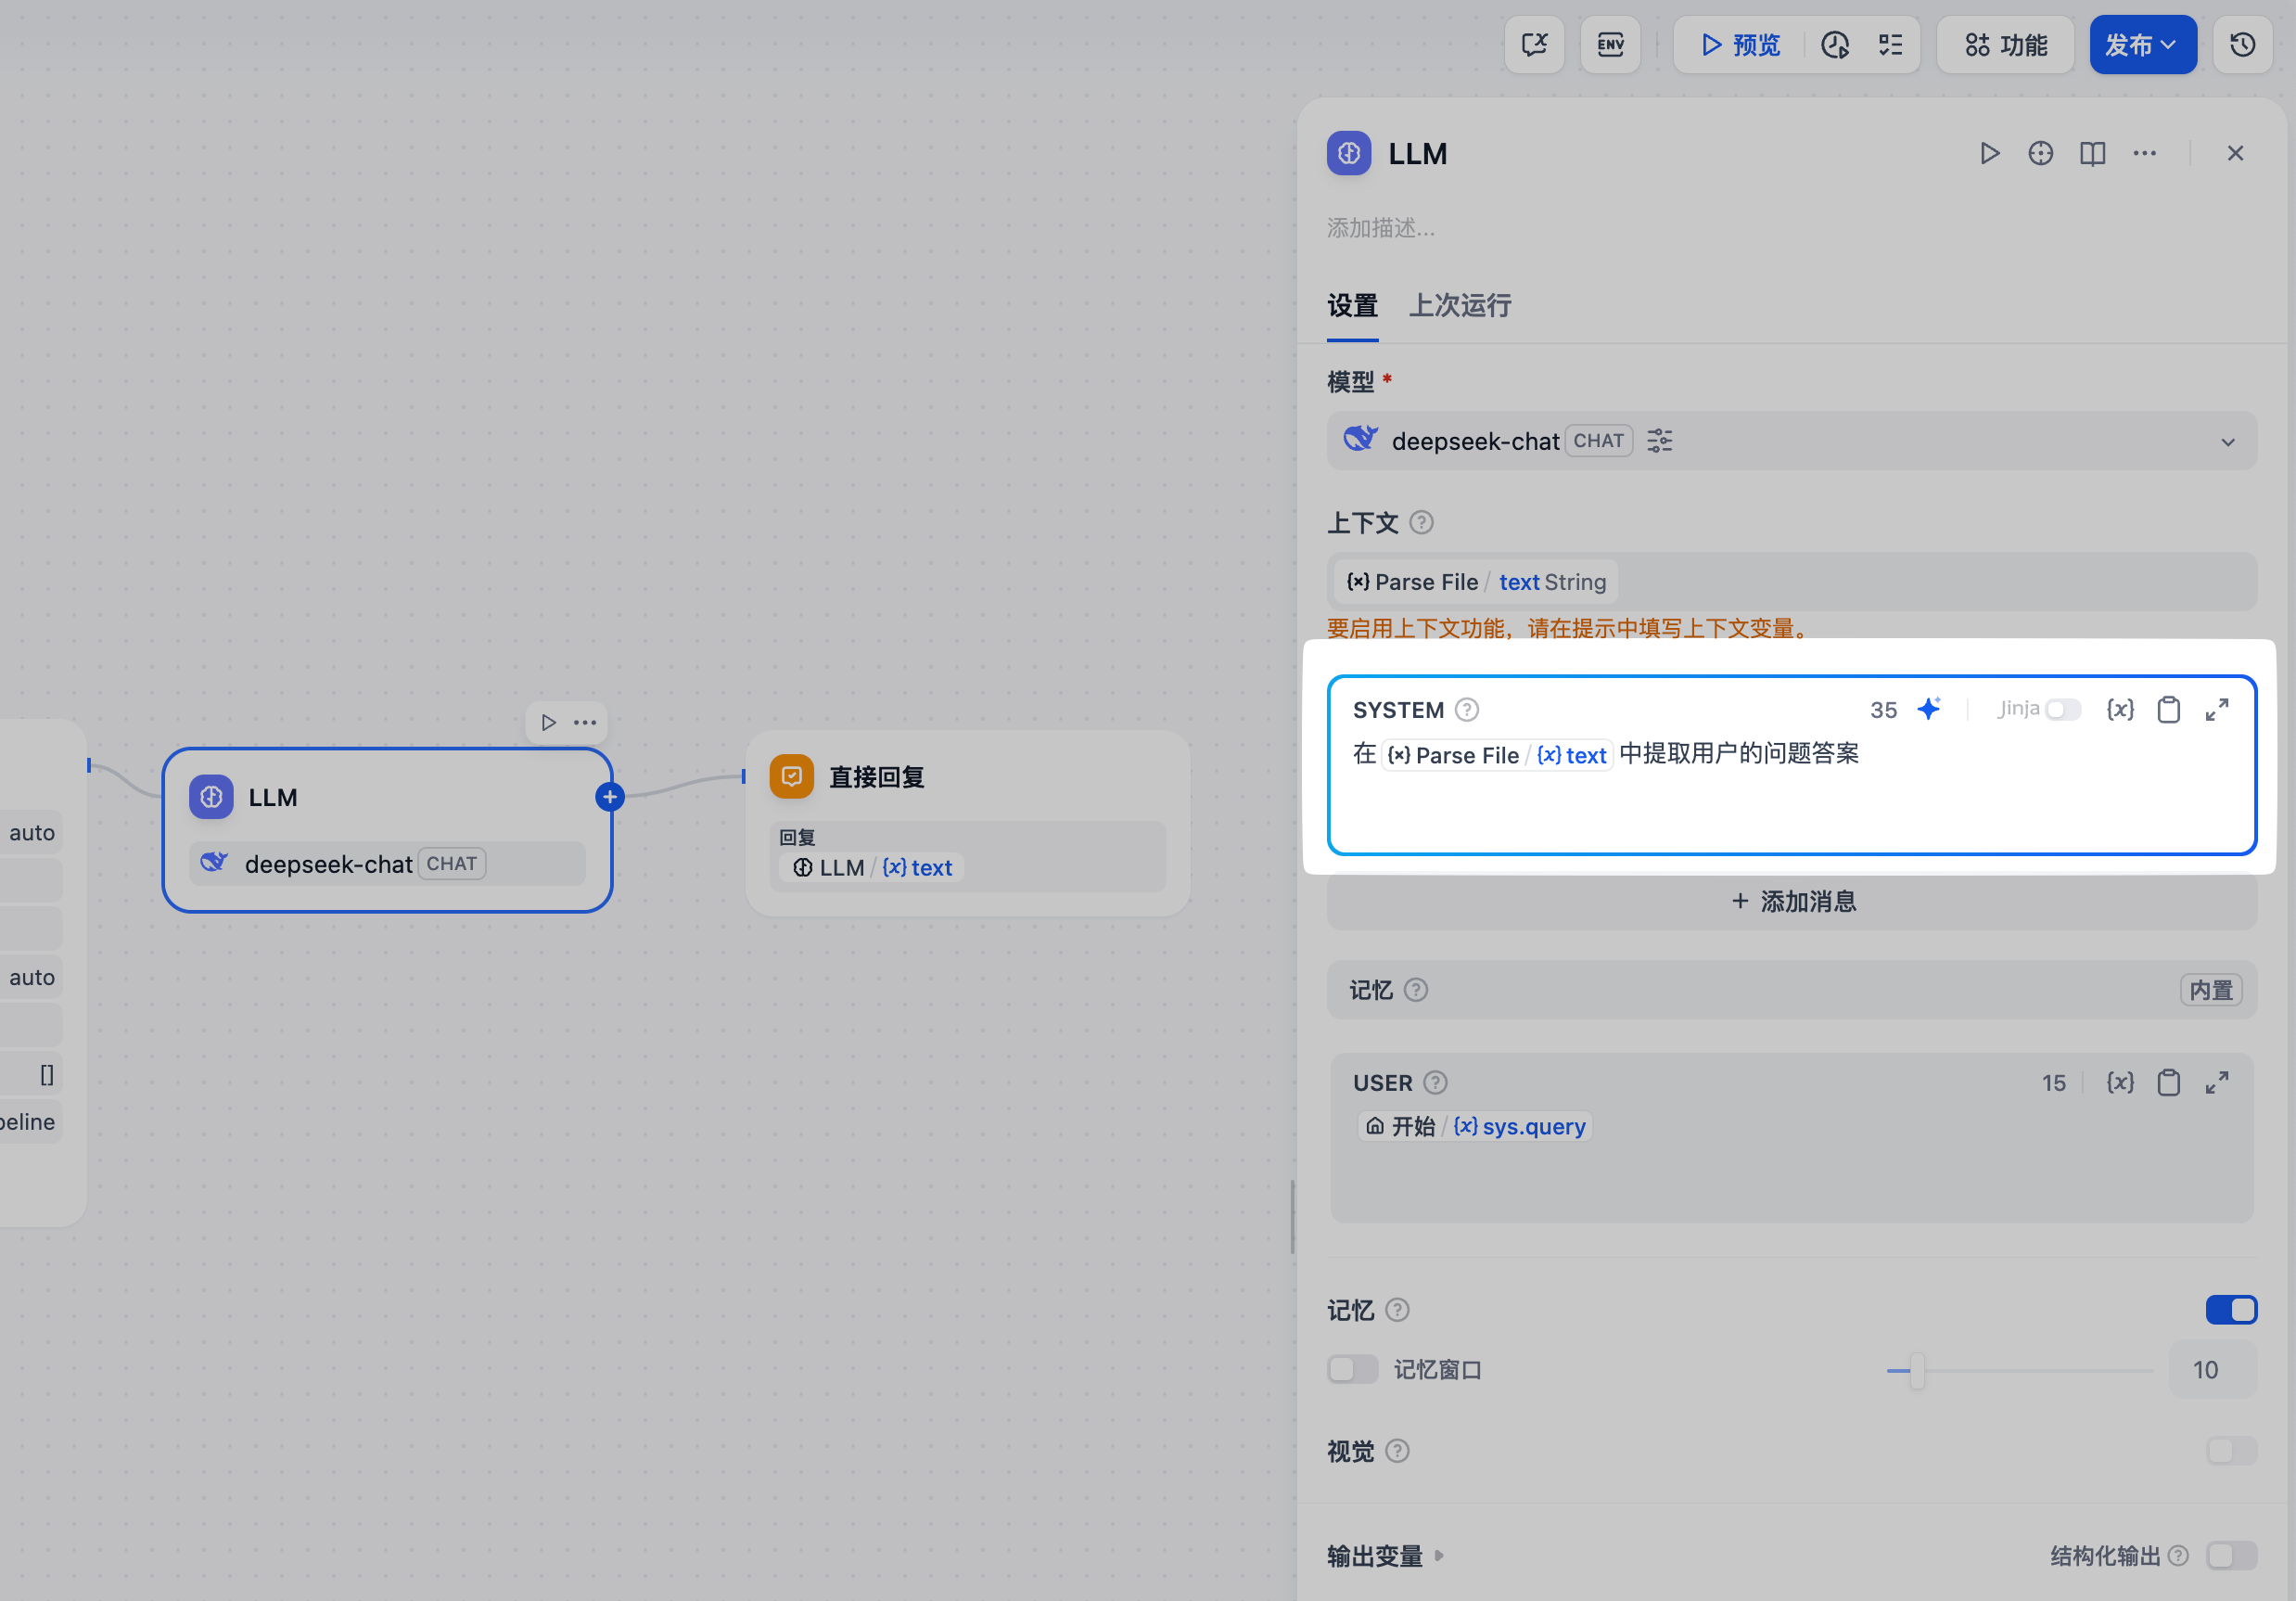 ENV
预览
功能
发布
LLM
添加描述...
设置 上次运行
模型 *
deepseek-chat CHAT
上下文
{x} Parse File / text String
要启用上下文功能，请在提示中填写上下文变量。
SYSTEM 35 Jinja {x}
在 {x} Parse File / {x} text 中提取用户的问题答案
+ 添加消息
记忆 内置
USER 15 {x}
开始 / {x} sys.query
记忆
记忆窗口 10
视觉
输出变量 结构化输出
auto
auto
[]
peline
LLM
deepseek-chat CHAT
直接回复
回复
LLM / {x} text